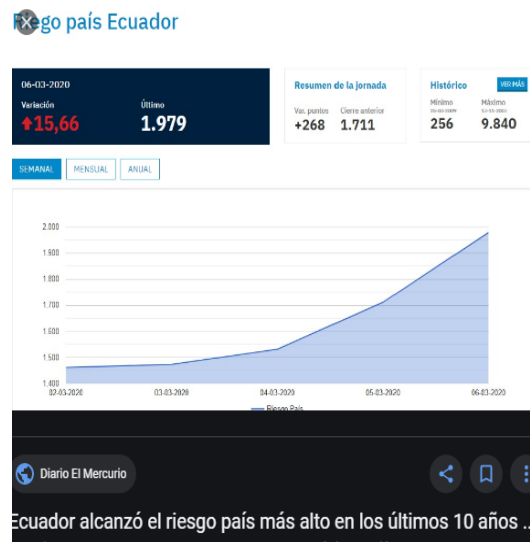 ego país Ecuador
06-03-2020
Variación
Último
15,66
1.979
Resumen de la jornada
Var. puntos
Cierre anterior
+268
1.711
Histórico
VER MÁS
Mínimo
Máximo
256
9.840
SEMANAL
MENSUAL
ANUAL
2.000
1.900
1.800
1.700
1.600
1.500
1.400
02-03-2020
03-03-2020
04-03-2020
05-03-2020
06-03-2020
Riesgo País
Diario El Mercurio
Ecuador alcanzó el riesgo país más alto en los últimos 10 años ...